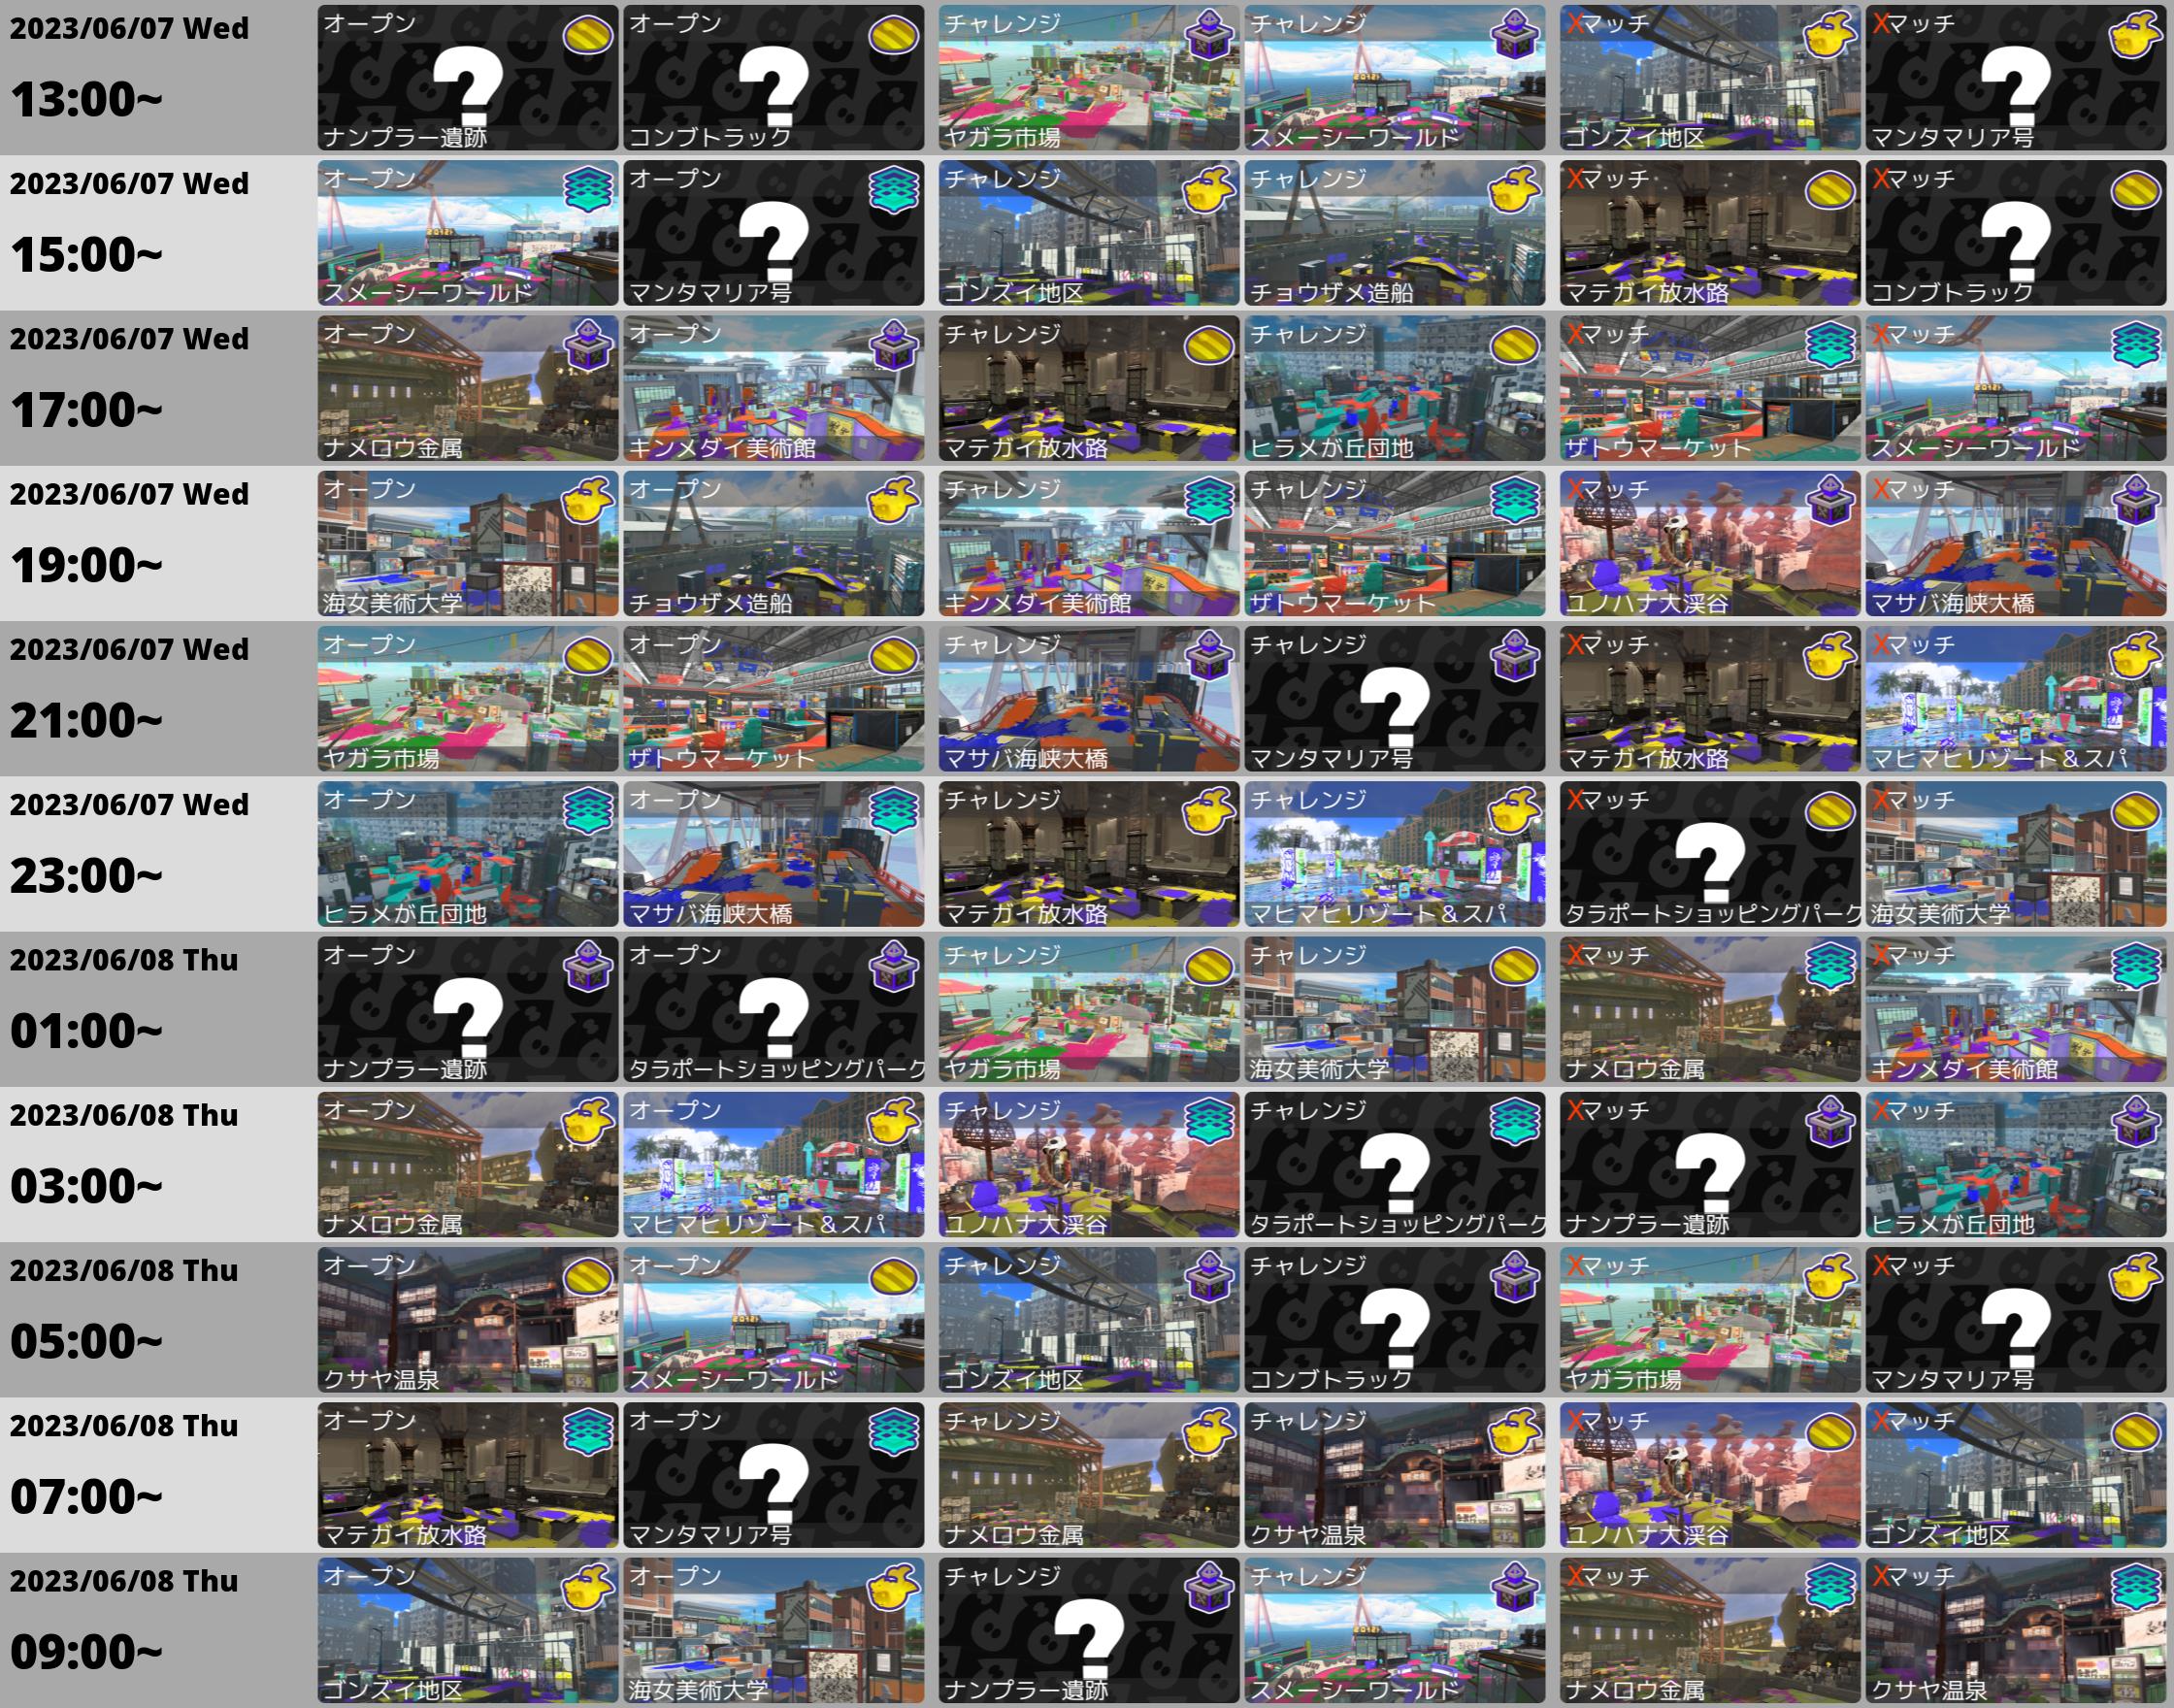 2023/06/07 Wed
13:00~
オープン
ナンプラー遺跡
オープン
コンブトラック
チャレンジ
ヤガラ市場
チャレンジ
スメーシーワールド
Xマッチ
ゴンズイ地区
Xマッチ
マンタマリア号
2023/06/07 Wed
15:00~
オープン
スメーシーワールド
オープン
マンタマリア号
チャレンジ
ゴンズイ地区
チャレンジ
チョウザメ造船
Xマッチ
マテガイ放水路
Xマッチ
コンブトラック
2023/06/07 Wed
17:00~
オープン
ナメロウ金属
オープン
キンメダイ美術館
チャレンジ
マテガイ放水路
チャレンジ
ヒラメが丘団地
Xマッチ
ザトウマーケット
Xマッチ
スメーシーワールド
2023/06/07 Wed
19:00~
オープン
海女美術大学
オープン
チョウザメ造船
チャレンジ
キンメダイ美術館
チャレンジ
ザトウマーケット
Xマッチ
ユノハナ大渓谷
Xマッチ
マサバ海峡大橋
2023/06/07 Wed
21:00~
オープン
ヤガラ市場
オープン
ザトウマーケット
チャレンジ
マサバ海峡大橋
チャレンジ
マンタマリア号
Xマッチ
マテガイ放水路
Xマッチ
マヒマヒリゾート＆スパ
2023/06/07 Wed
23:00~
オープン
ヒラメが丘団地
オープン
マサバ海峡大橋
チャレンジ
マテガイ放水路
チャレンジ
マヒマヒリゾート＆スパ
Xマッチ
タラポートショッピングパーク
Xマッチ
海女美術大学
2023/06/08 Thu
01:00~
オープン
ナンプラー遺跡
オープン
タラポートショッピングパーク
チャレンジ
ヤガラ市場
チャレンジ
海女美術大学
Xマッチ
ナメロウ金属
Xマッチ
キンメダイ美術館
2023/06/08 Thu
03:00~
オープン
ナメロウ金属
オープン
マヒマヒリゾート＆スパ
チャレンジ
ユノハナ大渓谷
チャレンジ
タラポートショッピングパーク
Xマッチ
ナンプラー遺跡
Xマッチ
ヒラメが丘団地
2023/06/08 Thu
05:00~
オープン
クサヤ温泉
オープン
スメーシーワールド
チャレンジ
ゴンズイ地区
チャレンジ
コンブトラック
Xマッチ
ヤガラ市場
Xマッチ
マンタマリア号
2023/06/08 Thu
07:00~
オープン
マテガイ放水路
オープン
マンタマリア号
チャレンジ
ナメロウ金属
チャレンジ
クサヤ温泉
Xマッチ
ユノハナ大渓谷
Xマッチ
ゴンズイ地区
2023/06/08 Thu
09:00~
オープン
ゴンズイ地区
オープン
海女美術大学
チャレンジ
ナンプラー遺跡
チャレンジ
スメーシーワールド
Xマッチ
ナメロウ金属
Xマッチ
クサヤ温泉